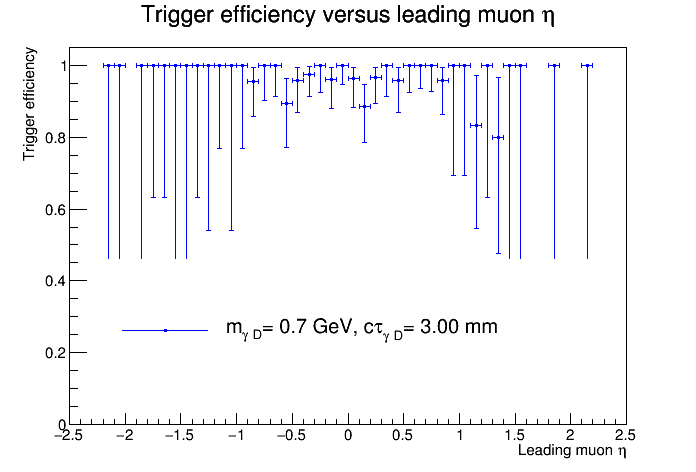 Trigger efficiency versus leading muon η
Trigger efficiency
1
0.8
0.6
0.4
0.2
0
m_γ D= 0.7 GeV, cτ_γ D= 3.00 mm
−2.5 −2 −1.5 −1 −0.5 0 0.5 1 1.5 2 2.5
Leading muon η